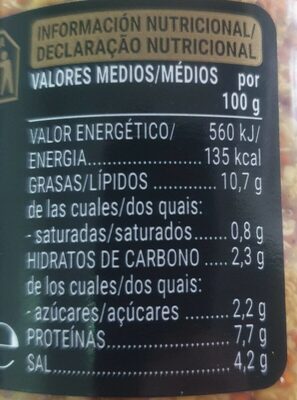 INFORMACIÓN NUTRICIONAL/
DECLARAÇÃO NUTRICIONAL
VALORES MEDIOS/MÉDIOS por
100 g
VALOR ENERGÉTICO/ 560 kJ/
ENERGIA.................... 135 kcal
GRASAS/LÍPIDOS ............ 10,7 g
de las cuales/dos quais:
- saturadas/saturados....... 0,8 g
HIDRATOS DE CARBONO ..... 2,3 g
de los cuales/dos quais:
- azúcares/açúcares .......... 2,2 g
PROTEÍNAS.................... 7,7 g
SAL............................ 4,2 g
e